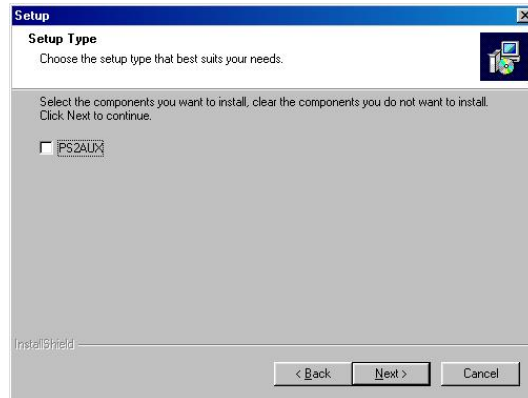 Setup
Setup Type
Choose the setup type that best suits your needs.
Select the components you want to install, clear the components you do not want to install.
Click Next to continue.
PS2AUX
InstallShield
< Back
Next >
Cancel